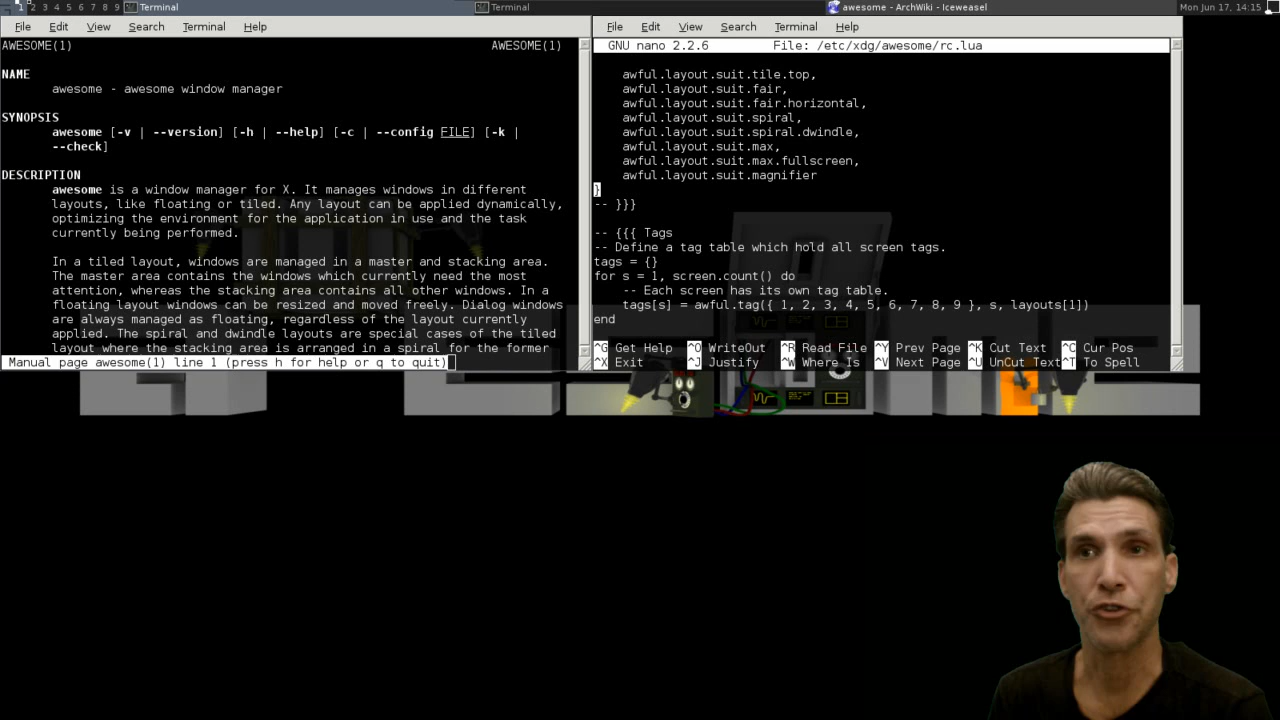 1 2 3 4 5 6 7 8 9 Terminal Terminal awesome - ArchWiki - Iceweasel Mon Jun 17, 14:15
File Edit View Search Terminal Help
AWESOME(1) AWESOME(1)
NAME
awesome - awesome window manager
SYNOPSIS
awesome [-v | --version] [-h | --help] [-c | --config FILE] [-k |
--check]
DESCRIPTION
awesome is a window manager for X. It manages windows in different
layouts, like floating or tiled. Any layout can be applied dynamically,
optimizing the environment for the application in use and the task
currently being performed.
In a tiled layout, windows are managed in a master and stacking area.
The master area contains the windows which currently need the most
attention, whereas the stacking area contains all other windows. In a
floating layout windows can be resized and moved freely. Dialog windows
are always managed as floating, regardless of the layout currently
applied. The spiral and dwindle layouts are special cases of the tiled
layout where the stacking area is arranged in a spiral for the former
Manual page awesome(1) line 1 (press h for help or q to quit)
File Edit View Search Terminal Help
GNU nano 2.2.6 File: /etc/xdg/awesome/rc.lua
awful.layout.suit.tile.top,
awful.layout.suit.fair,
awful.layout.suit.fair.horizontal,
awful.layout.suit.spiral,
awful.layout.suit.spiral.dwindle,
awful.layout.suit.max,
awful.layout.suit.max.fullscreen,
awful.layout.suit.magnifier
}
-- }}}
-- {{{ Tags
-- Define a tag table which hold all screen tags.
tags = {}
for s = 1, screen.count() do
-- Each screen has its own tag table.
tags[s] = awful.tag({ 1, 2, 3, 4, 5, 6, 7, 8, 9 }, s, layouts[1])
end
^G Get Help ^O WriteOut ^R Read File ^Y Prev Page ^K Cut Text ^C Cur Pos
^X Exit ^J Justify ^W Where Is ^V Next Page ^U UnCut Text ^T To Spell